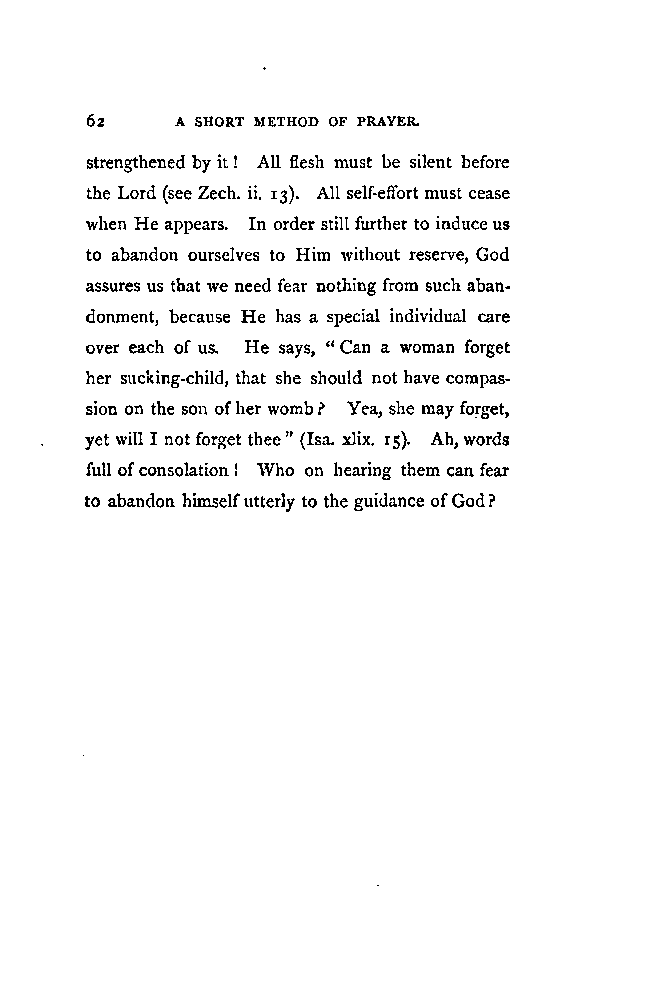 62 A SHORT METHOD OF PRAYER.
strengthened by it! All flesh must be silent before
the Lord (see Zech. ii. 13). All self-effort must cease
when He appears. In order still further to induce us
to abandon ourselves to Him without reserve, God
assures us that we need fear nothing from such aban-
donment, because He has a special individual care
over each of us. He says, “Can a woman forget
her sucking-child, that she should not have compas-
sion on the son of her womb? Yea, she may forget,
yet will I not forget thee” (Isa. xlix. 15). Ah, words
full of consolation! Who on hearing them can fear
to abandon himself utterly to the guidance of God?